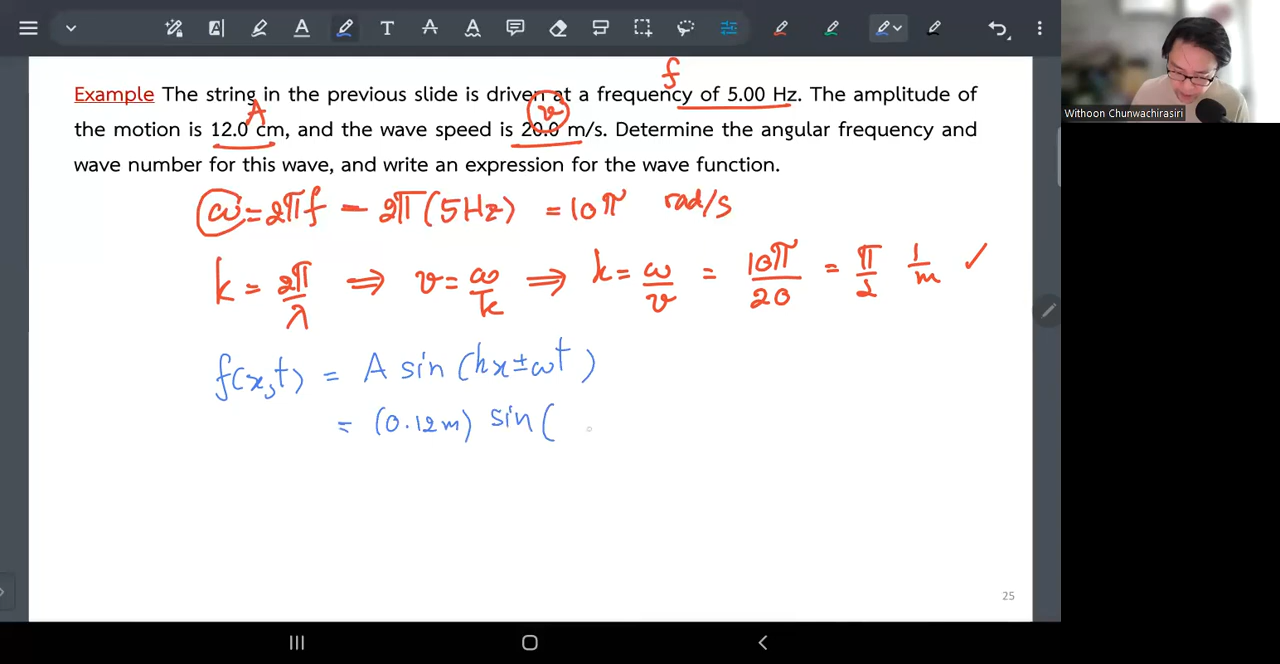 f
Example The string in the previous slide is driven at a frequency of 5.00 Hz. The amplitude of
A v
the motion is 12.0 cm, and the wave speed is 20.0 m/s. Determine the angular frequency and
wave number for this wave, and write an expression for the wave function.
ω = 2πf = 2π (5Hz) = 10π rad/s
k = 2π/λ ⟹ v = ω/k ⟹ k = ω/v = 10π/20 = π/2 1/m ✓
f(x,t) = A sin (kx ± ωt)
= (0.12m) sin (
25
Withoon Chunwachirasiri